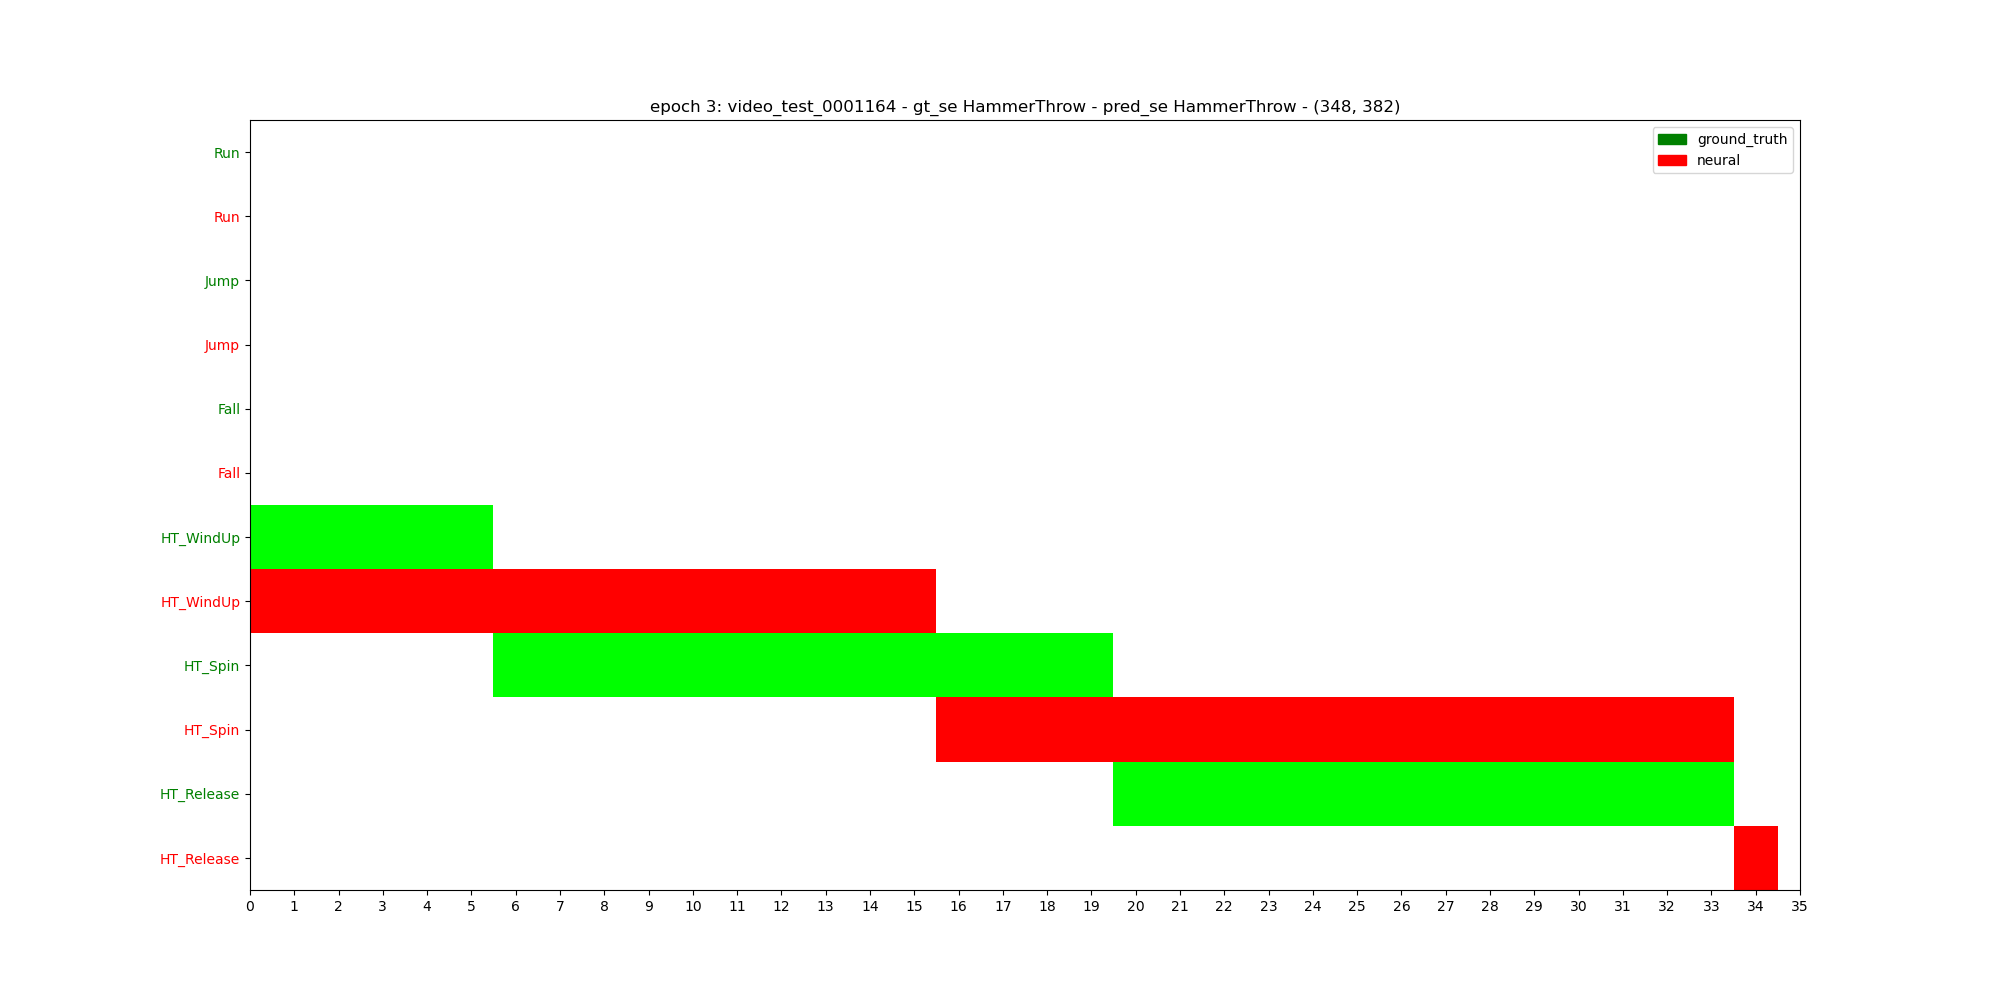 epoch 3: video_test_0001164 - gt_se HammerThrow - pred_se HammerThrow - (348, 382)
ground_truth
neural
Run
Run
Jump
Jump
Fall
Fall
HT_WindUp
HT_WindUp
HT_Spin
HT_Spin
HT_Release
HT_Release
0 1 2 3 4 5 6 7 8 9 10 11 12 13 14 15 16 17 18 19 20 21 22 23 24 25 26 27 28 29 30 31 32 33 34 35